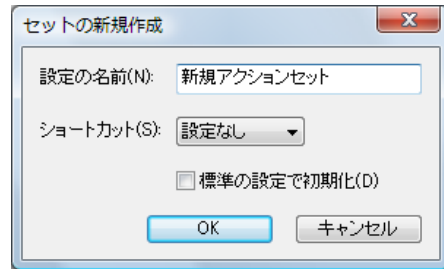 セットの新規作成
設定の名前(N): 新規アクションセット
ショートカット(S): 設定なし
標準の設定で初期化(D)
OK キャンセル